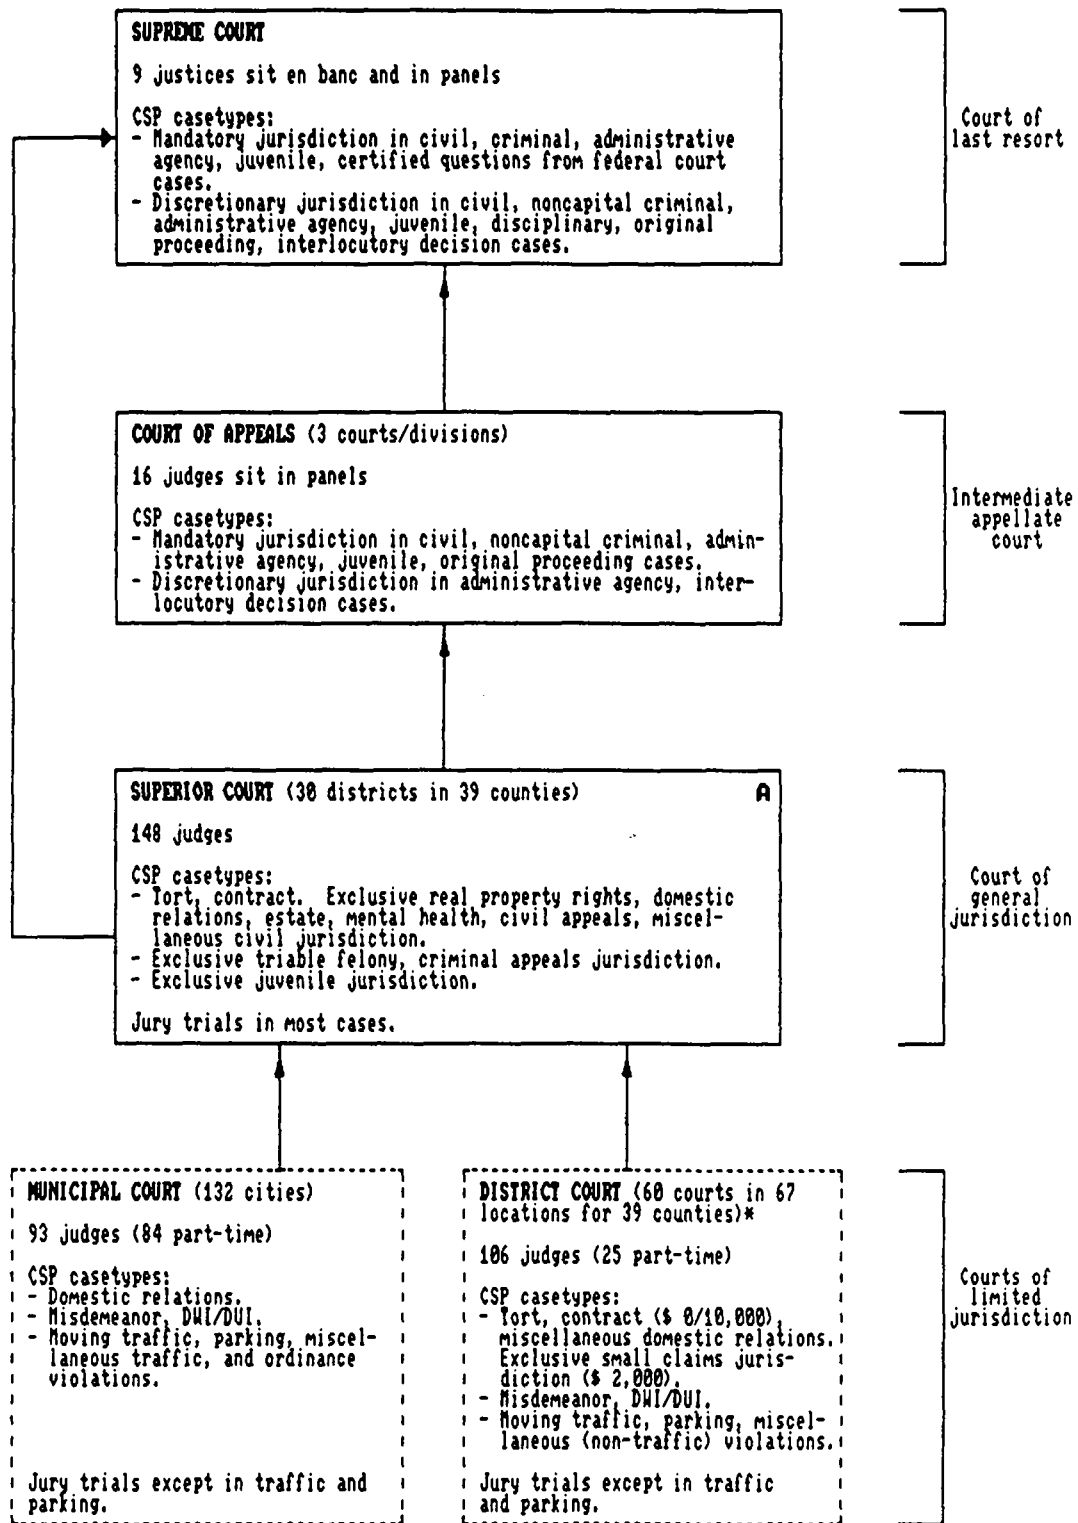 SUPREME COURT
9 justices sit en banc and in panels
CSP casetypes:
- Mandatory jurisdiction in civil, criminal, administrative
agency, juvenile, certified questions from federal court
cases.
- Discretionary jurisdiction in civil, noncapital criminal,
administrative agency, juvenile, disciplinary, original
proceeding, interlocutory decision cases.
Court of
last resort
COURT OF APPEALS (3 courts/divisions)
16 judges sit in panels
CSP casetypes:
- Mandatory jurisdiction in civil, noncapital criminal, admin-
istrative agency, juvenile, original proceeding cases.
- Discretionary jurisdiction in administrative agency, inter-
locutory decision cases.
Intermediate
appellate
court
SUPERIOR COURT (30 districts in 39 counties) A
148 judges
CSP casetypes:
- Tort, contract. Exclusive real property rights, domestic
relations, estate, mental health, civil appeals, miscel-
laneous civil jurisdiction.
- Exclusive triable felony, criminal appeals jurisdiction.
- Exclusive juvenile jurisdiction.
Jury trials in most cases.
Court of
general
jurisdiction
MUNICIPAL COURT (132 cities)
93 judges (84 part-time)
CSP casetypes:
- Domestic relations.
- Misdemeanor, DWI/DUI.
- Moving traffic, parking, miscel-
laneous traffic, and ordinance
violations.
Jury trials except in traffic and
parking.
DISTRICT COURT (60 courts in 67
locations for 39 counties)*
106 judges (25 part-time)
CSP casetypes:
- Tort, contract ($ 0/10,000),
miscellaneous domestic relations.
Exclusive small claims juris-
diction ($ 2,000).
- Misdemeanor, DWI/DUI.
- Moving traffic, parking, miscel-
laneous (non-traffic) violations.
Jury trials except in traffic
and parking.
Courts of
limited
jurisdiction